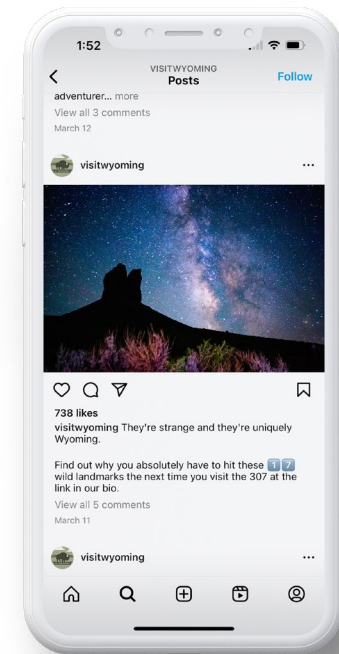 1:52
VISITWYOMING
Posts
Follow
adventurer... more
View all 3 comments
March 12
visitwyoming
738 likes
visitwyoming They're strange and they're uniquely
Wyoming.
Find out why you absolutely have to hit these 1️⃣7️⃣
wild landmarks the next time you visit the 307 at the
link in our bio.
View all 5 comments
March 11
visitwyoming